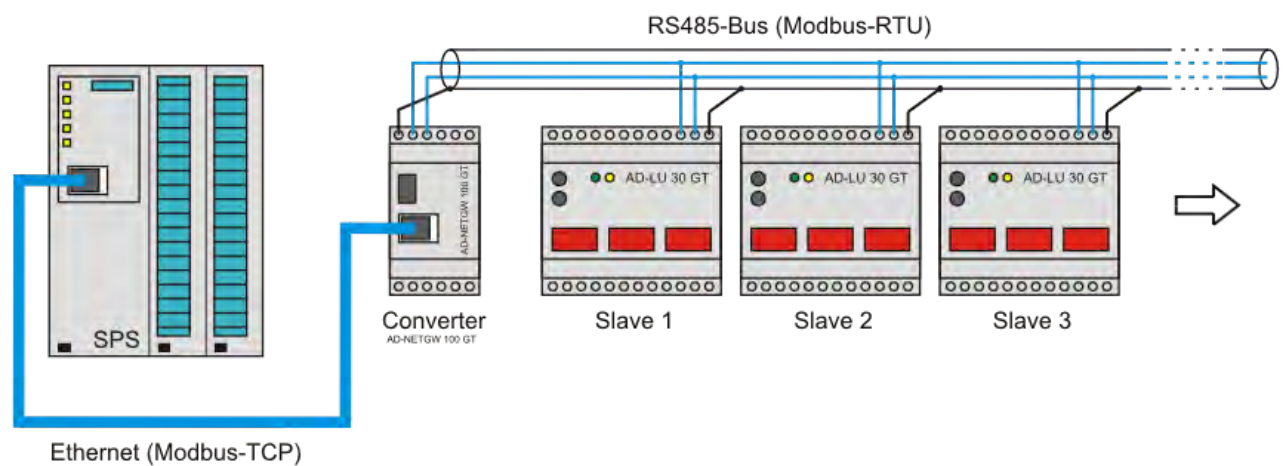 RS485-Bus (Modbus-RTU)
AD-NETGW 100 GT
AD-LU 30 GT
AD-LU 30 GT
AD-LU 30 GT
SPS
Converter
AD-NETGW 100 GT
Slave 1
Slave 2
Slave 3
Ethernet (Modbus-TCP)